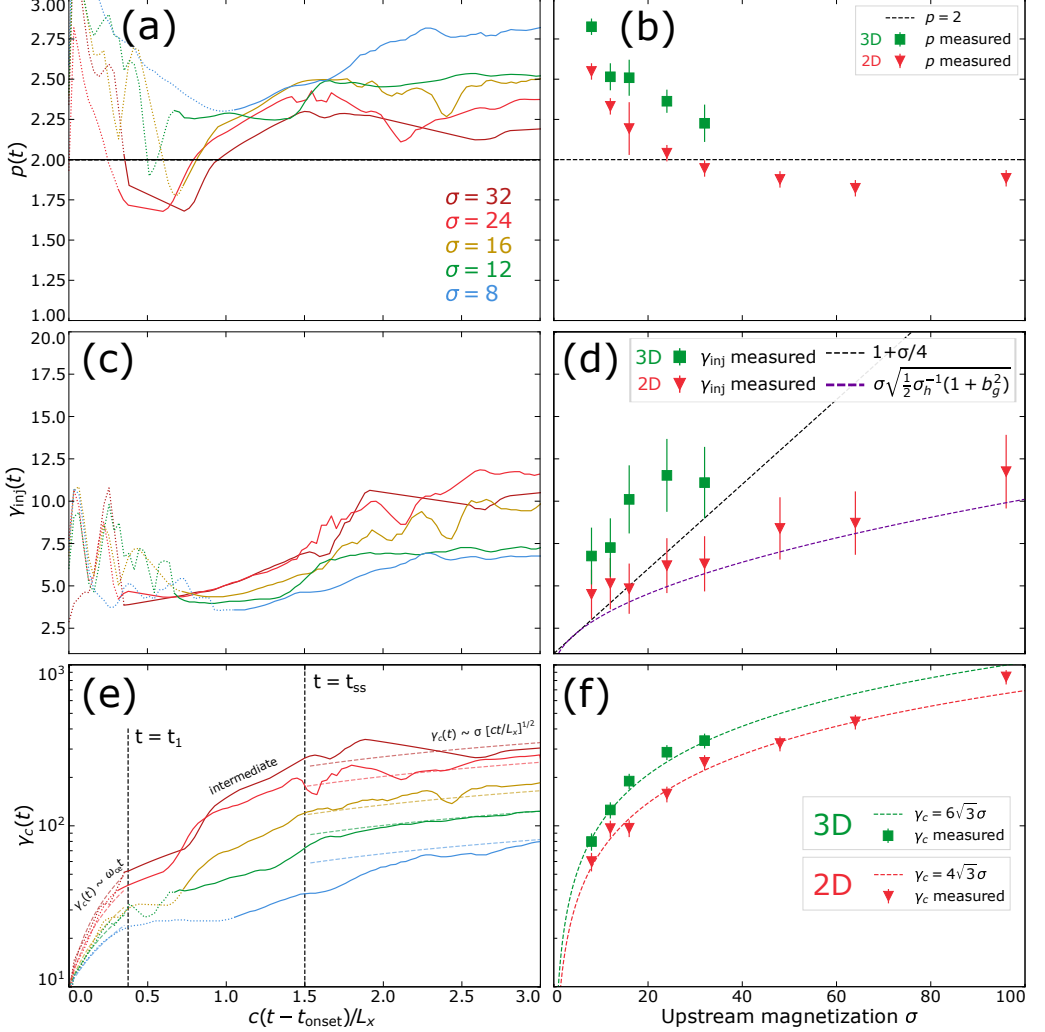 (a)
3.00
2.75
2.50
2.25
2.00
1.75
1.50
1.25
1.00
p(t)
σ = 32
σ = 24
σ = 16
σ = 12
σ = 8
(b)
p = 2
3D p measured
2D p measured
(c)
20.0
17.5
15.0
12.5
10.0
7.5
5.0
2.5
γinj(t)
(d)
3D γinj measured
2D γinj measured
1+σ/4
σ√(½σh⁻¹(1 + bg²))
(e)
10³
10²
10¹
γc(t)
t = t₁
t = tss
γc(t) ~ ωce t
intermediate
γc(t) ~ σ [ct/Lx]^1/2
0.0 0.5 1.0 1.5 2.0 2.5 3.0
c(t − tonset)/Lx
(f)
3D
γc = 6√3σ
γc measured
2D
γc = 4√3σ
γc measured
0 20 40 60 80 100
Upstream magnetization σ